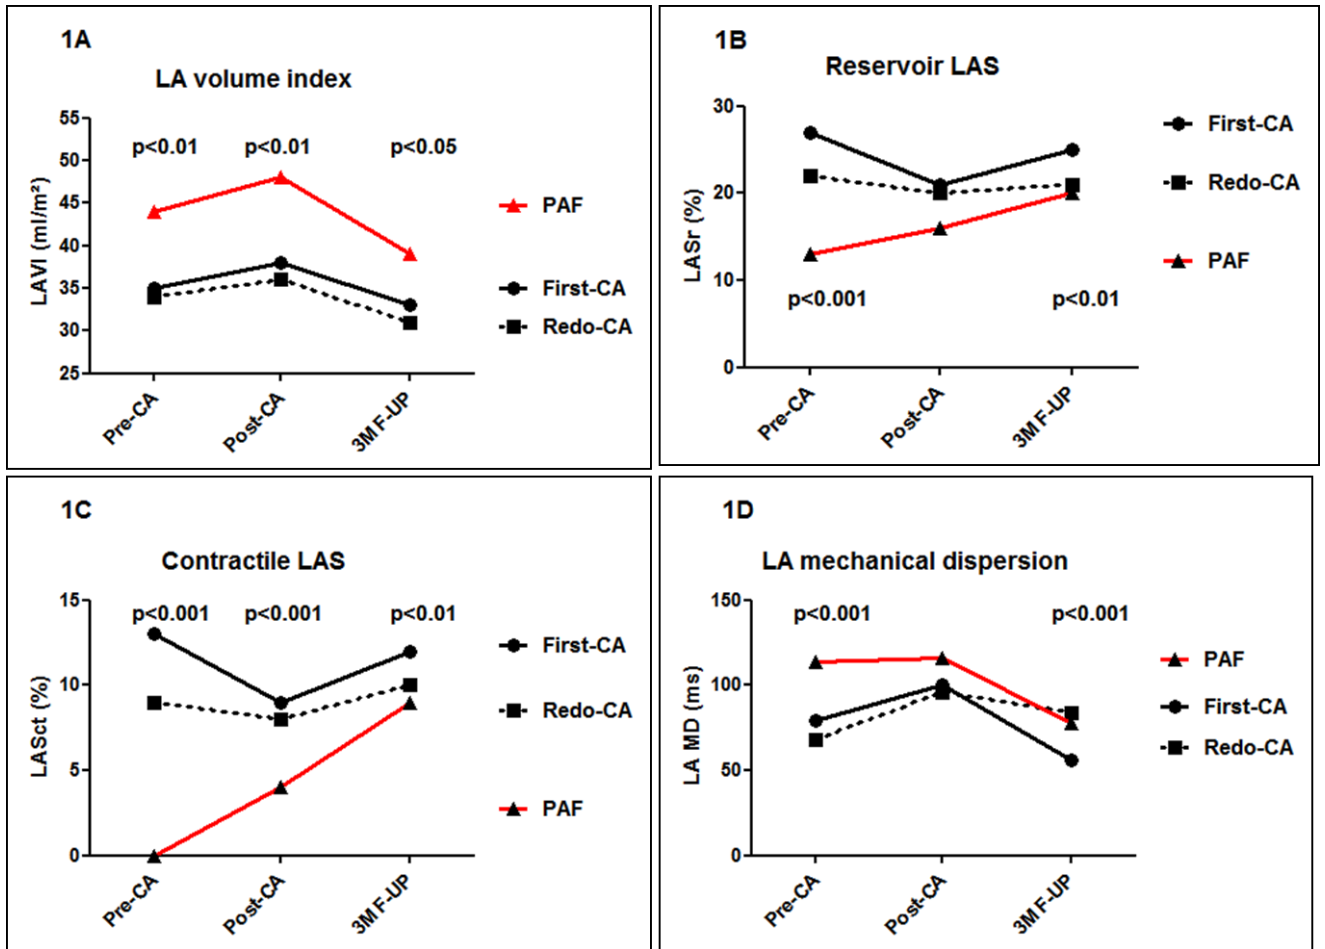 1A
LA volume index
LAVI (ml/m²)
55
50
45
40
35
30
25
p<0.01 p<0.01 p<0.05
Pre-CA
Post-CA
3M F-UP
PAF
First-CA
Redo-CA
1B
Reservoir LAS
LASr (%)
30
20
10
0
p<0.001 p<0.01
Pre-CA
Post-CA
3M F-UP
First-CA
Redo-CA
PAF
1C
Contractile LAS
LASct (%)
15
10
5
0
p<0.001 p<0.001 p<0.01
Pre-CA
Post-CA
3M F-UP
First-CA
Redo-CA
PAF
1D
LA mechanical dispersion
LA MD (ms)
150
100
50
0
p<0.001 p<0.001
Pre-CA
Post-CA
3M F-UP
PAF
First-CA
Redo-CA